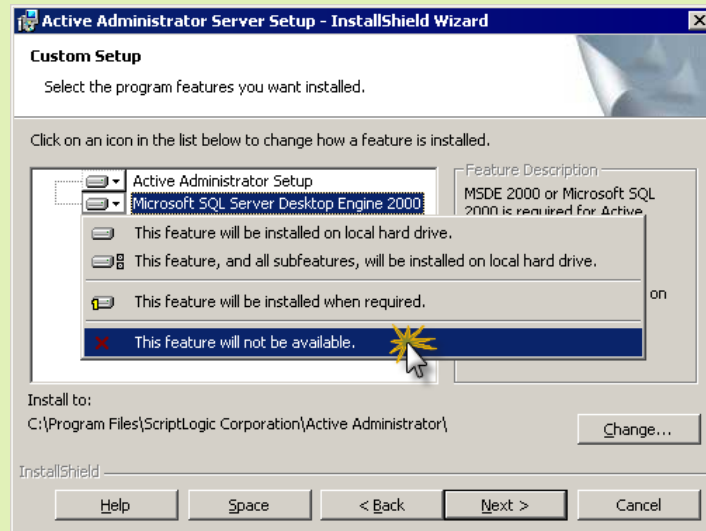 Active Administrator Server Setup - InstallShield Wizard
Custom Setup
Select the program features you want installed.
Click on an icon in the list below to change how a feature is installed.
Active Administrator Setup
Microsoft SQL Server Desktop Engine 2000
Feature Description
MSDE 2000 or Microsoft SQL
2000 is required for Active
This feature will be installed on local hard drive.
This feature, and all subfeatures, will be installed on local hard drive.
on
This feature will be installed when required.
This feature will not be available.
Install to:
C:\Program Files\ScriptLogic Corporation\Active Administrator\
Change...
InstallShield
Help
Space
< Back
Next >
Cancel